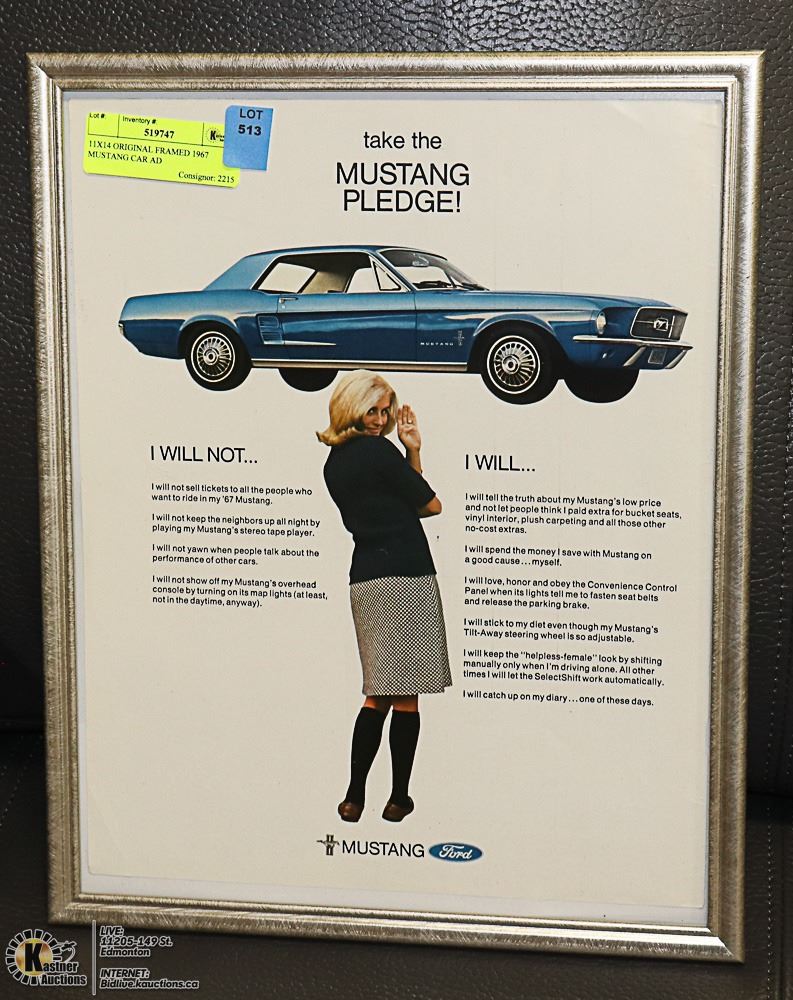 Lot #:
Inventory #:
519747
11X14 ORIGINAL FRAMED 1967
MUSTANG CAR AD
Consignor: 2215
LOT
513
take the
MUSTANG
PLEDGE!
MUSTANG
I WILL NOT...
I will not sell tickets to all the people who
want to ride in my '67 Mustang.
I will not keep the neighbors up all night by
playing my Mustang's stereo tape player.
I will not yawn when people talk about the
performance of other cars.
I will not show off my Mustang's overhead
console by turning on its map lights (at least,
not in the daytime, anyway).
I WILL...
I will tell the truth about my Mustang's low price
and not let people think I paid extra for bucket seats,
vinyl interior, plush carpeting and all those other
no-cost extras.
I will spend the money I save with Mustang on
a good cause...myself.
I will love, honor and obey the Convenience Control
Panel when its lights tell me to fasten seat belts
and release the parking brake.
I will stick to my diet even though my Mustang's
Tilt-Away steering wheel is so adjustable.
I will keep the "helpless-female" look by shifting
manually only when I'm driving alone. All other
times I will let the SelectShift work automatically.
I will catch up on my diary...one of these days.
MUSTANG Ford
Kastner
Auctions
LIVE:
11205-149 St.
Edmonton
INTERNET:
Bidlive.kauctions.ca